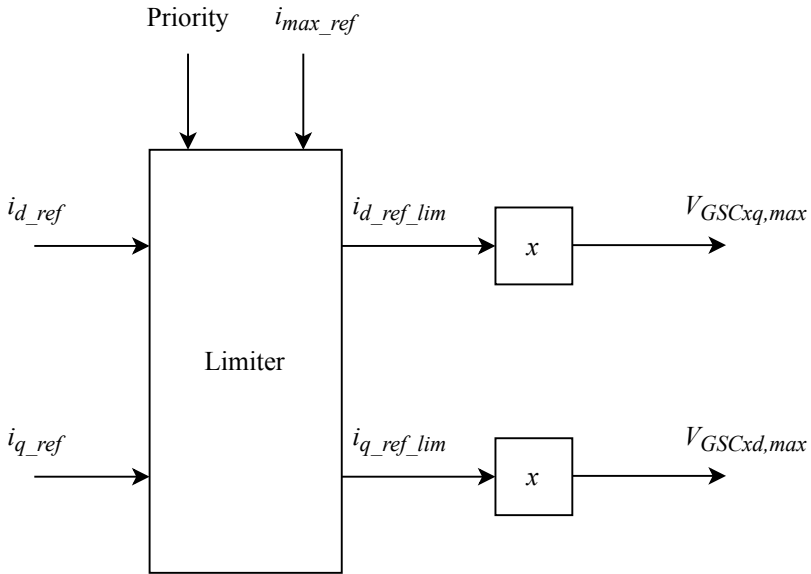 Priority
i_max_ref
i_d_ref
i_d_ref_lim
x
V_GSCxq,max
Limiter
i_q_ref
i_q_ref_lim
x
V_GSCxd,max